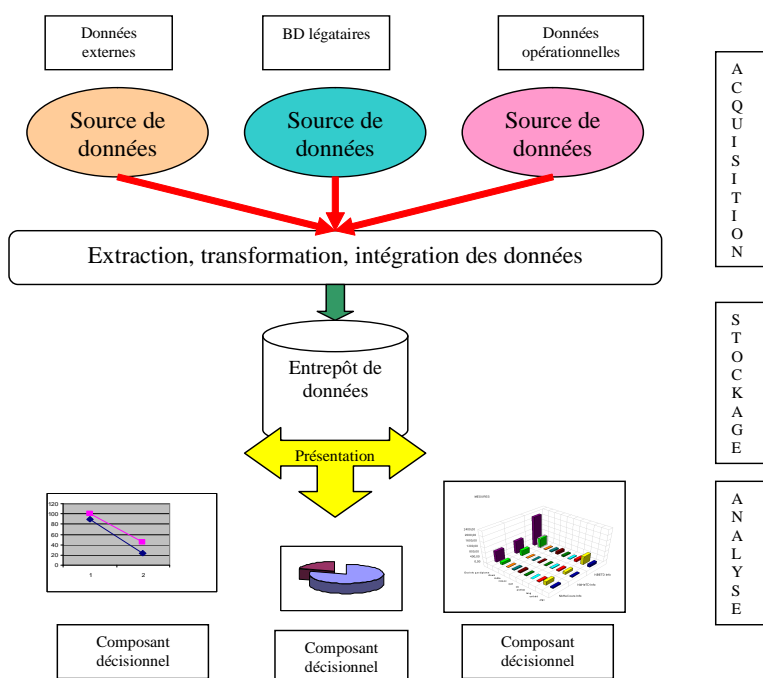 Données
externes
BD légataires
Données
opérationnelles
Source de
données
Source de
données
Source de
données
Extraction, transformation, intégration des données
Entrepôt de
données
Présentation
120
100
80
60
40
20
0
1
2
Composant
décisionnel
Composant
décisionnel
Composant
décisionnel
A
C
Q
U
I
S
I
T
I
O
N
S
T
O
C
K
A
G
E
A
N
A
L
Y
S
E